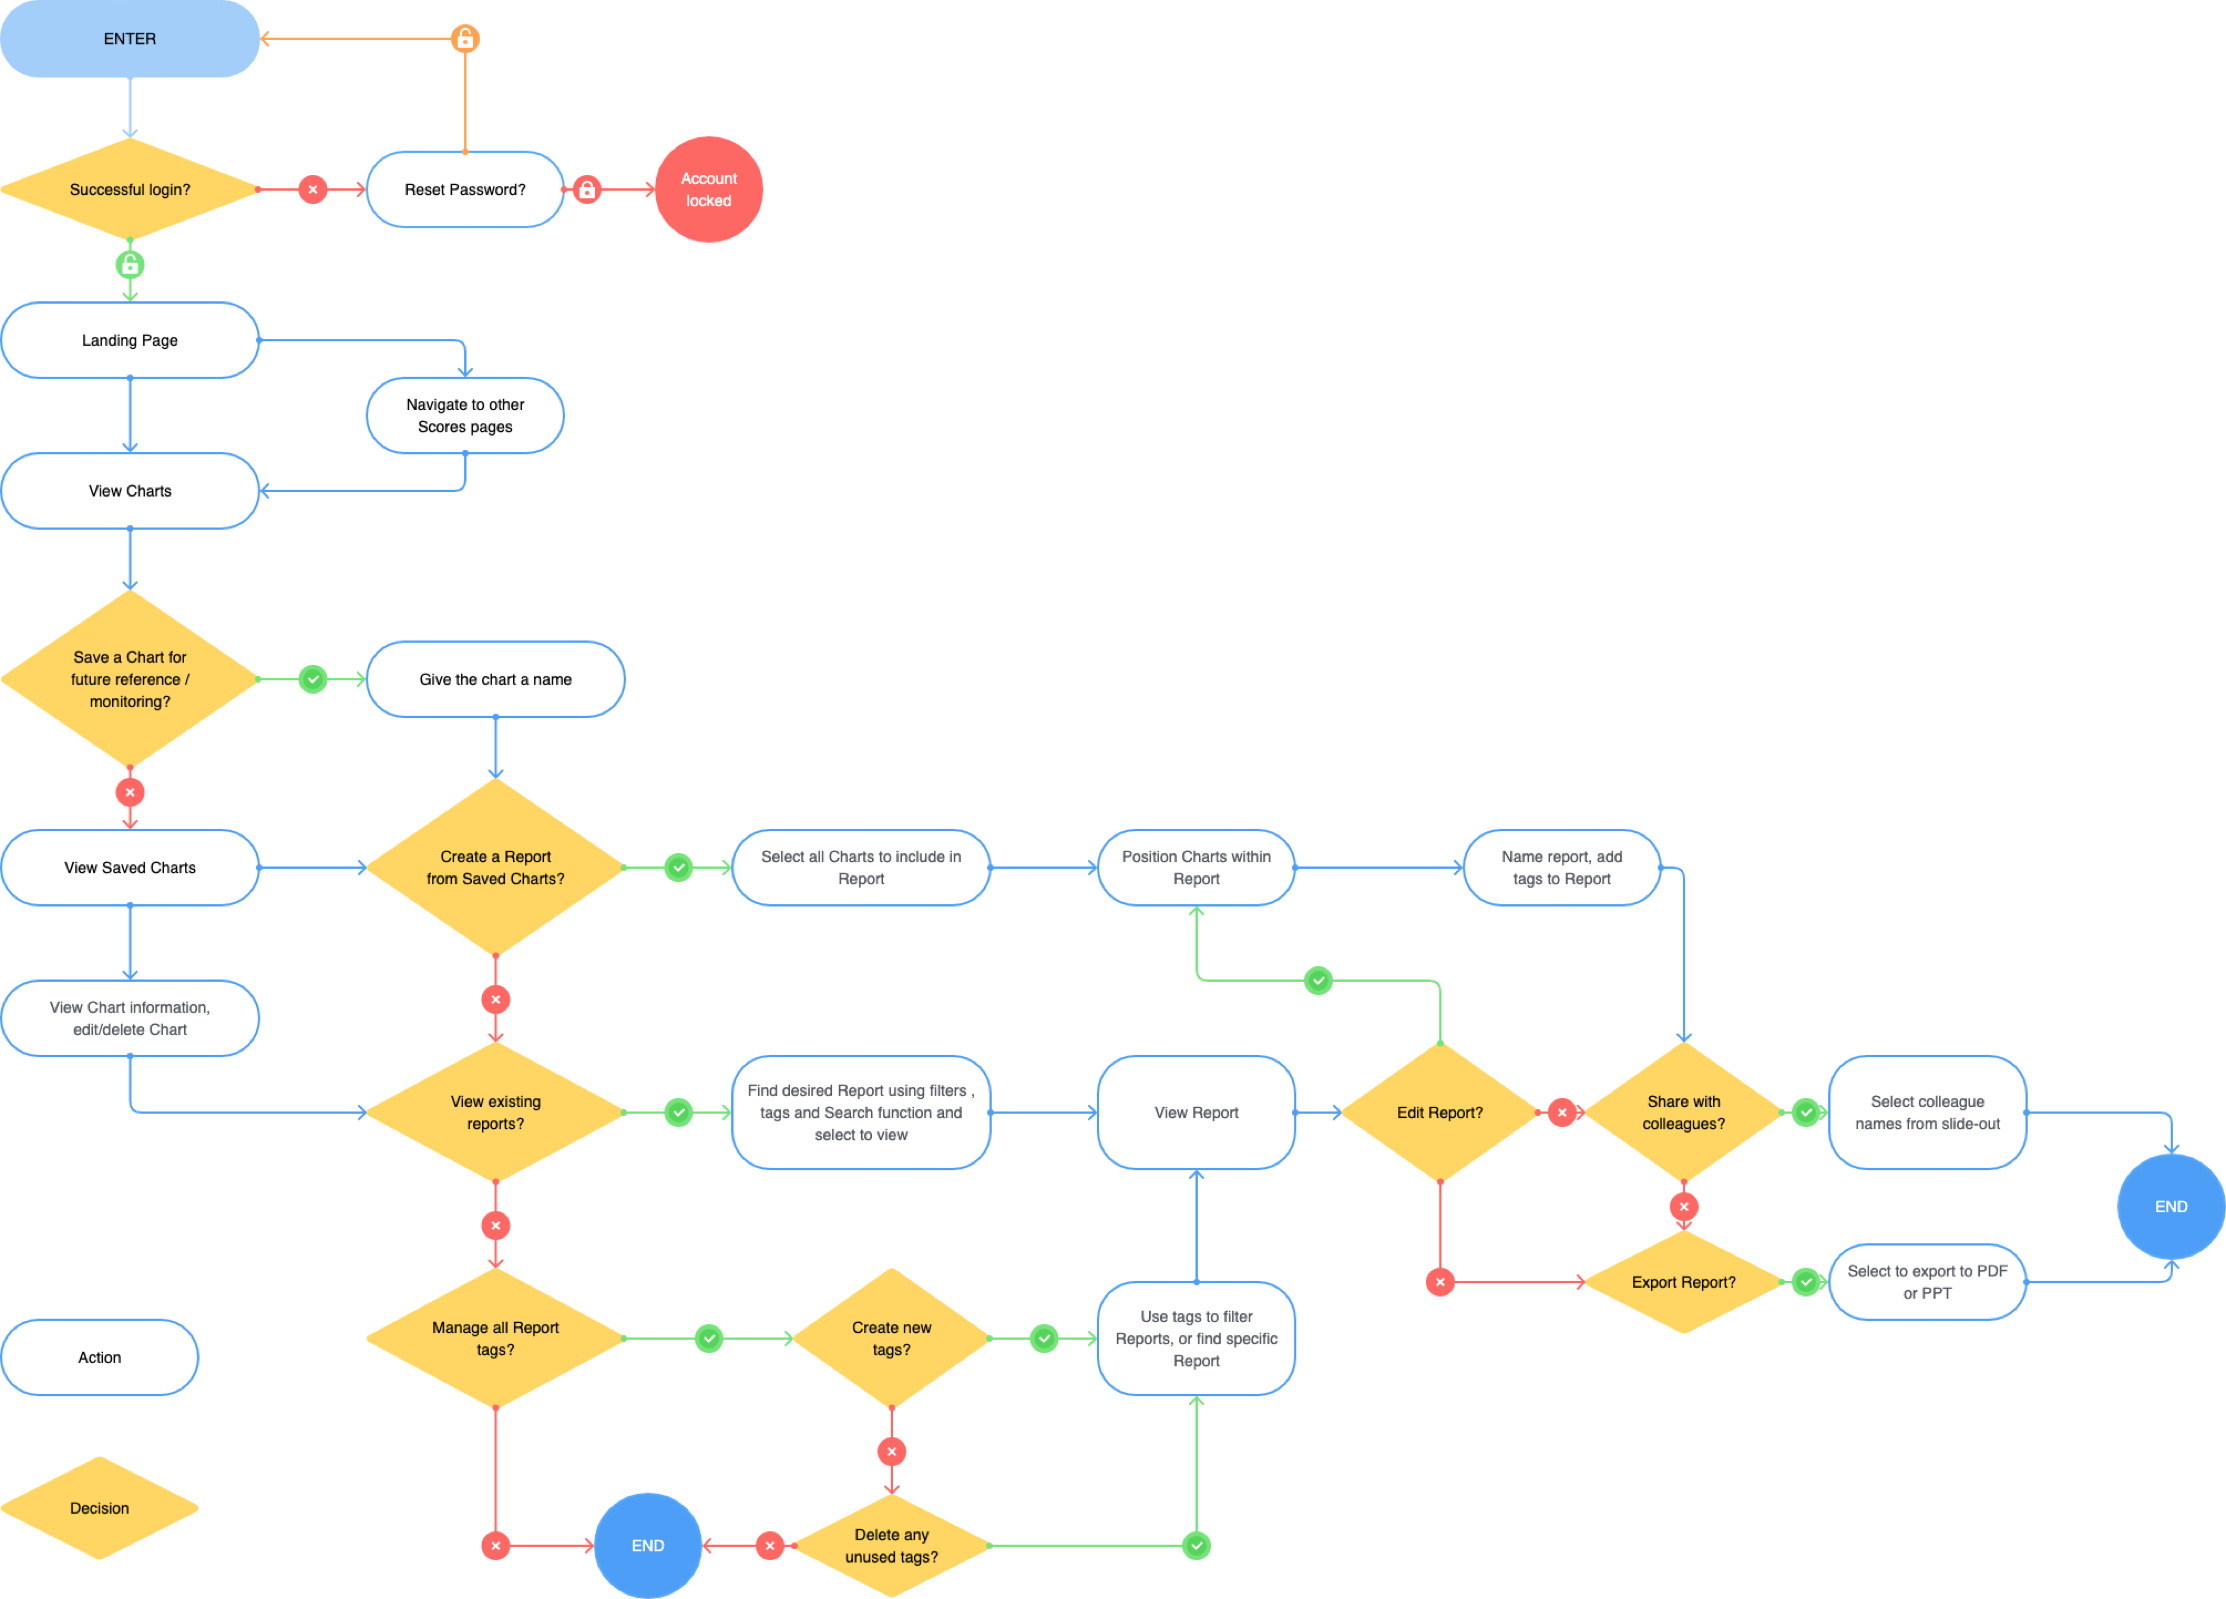 ENTER
Successful login?
Reset Password?
Account
locked
Landing Page
Navigate to other
Scores pages
View Charts
Save a Chart for
future reference /
monitoring?
Give the chart a name
View Saved Charts
Create a Report
from Saved Charts?
Select all Charts to include in
Report
Position Charts within
Report
Name report, add
tags to Report
View Chart information,
edit/delete Chart
View existing
reports?
Find desired Report using filters ,
tags and Search function and
select to view
View Report
Edit Report?
Share with
colleagues?
Select colleague
names from slide-out
END
Export Report?
Select to export to PDF
or PPT
Manage all Report
tags?
Create new
tags?
Use tags to filter
Reports, or find specific
Report
Action
Decision
END
Delete any
unused tags?